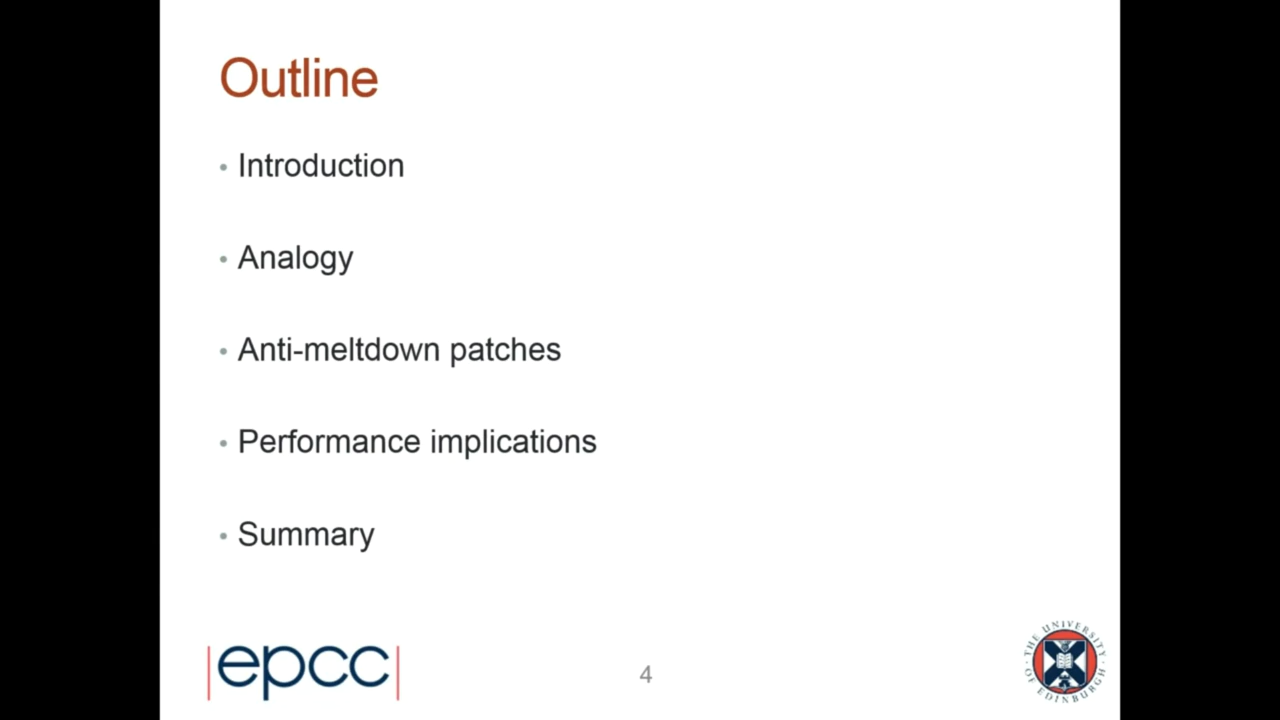 Outline
• Introduction
• Analogy
• Anti-meltdown patches
• Performance implications
• Summary
|epcc|
4
THE UNIVERSITY OF EDINBURGH